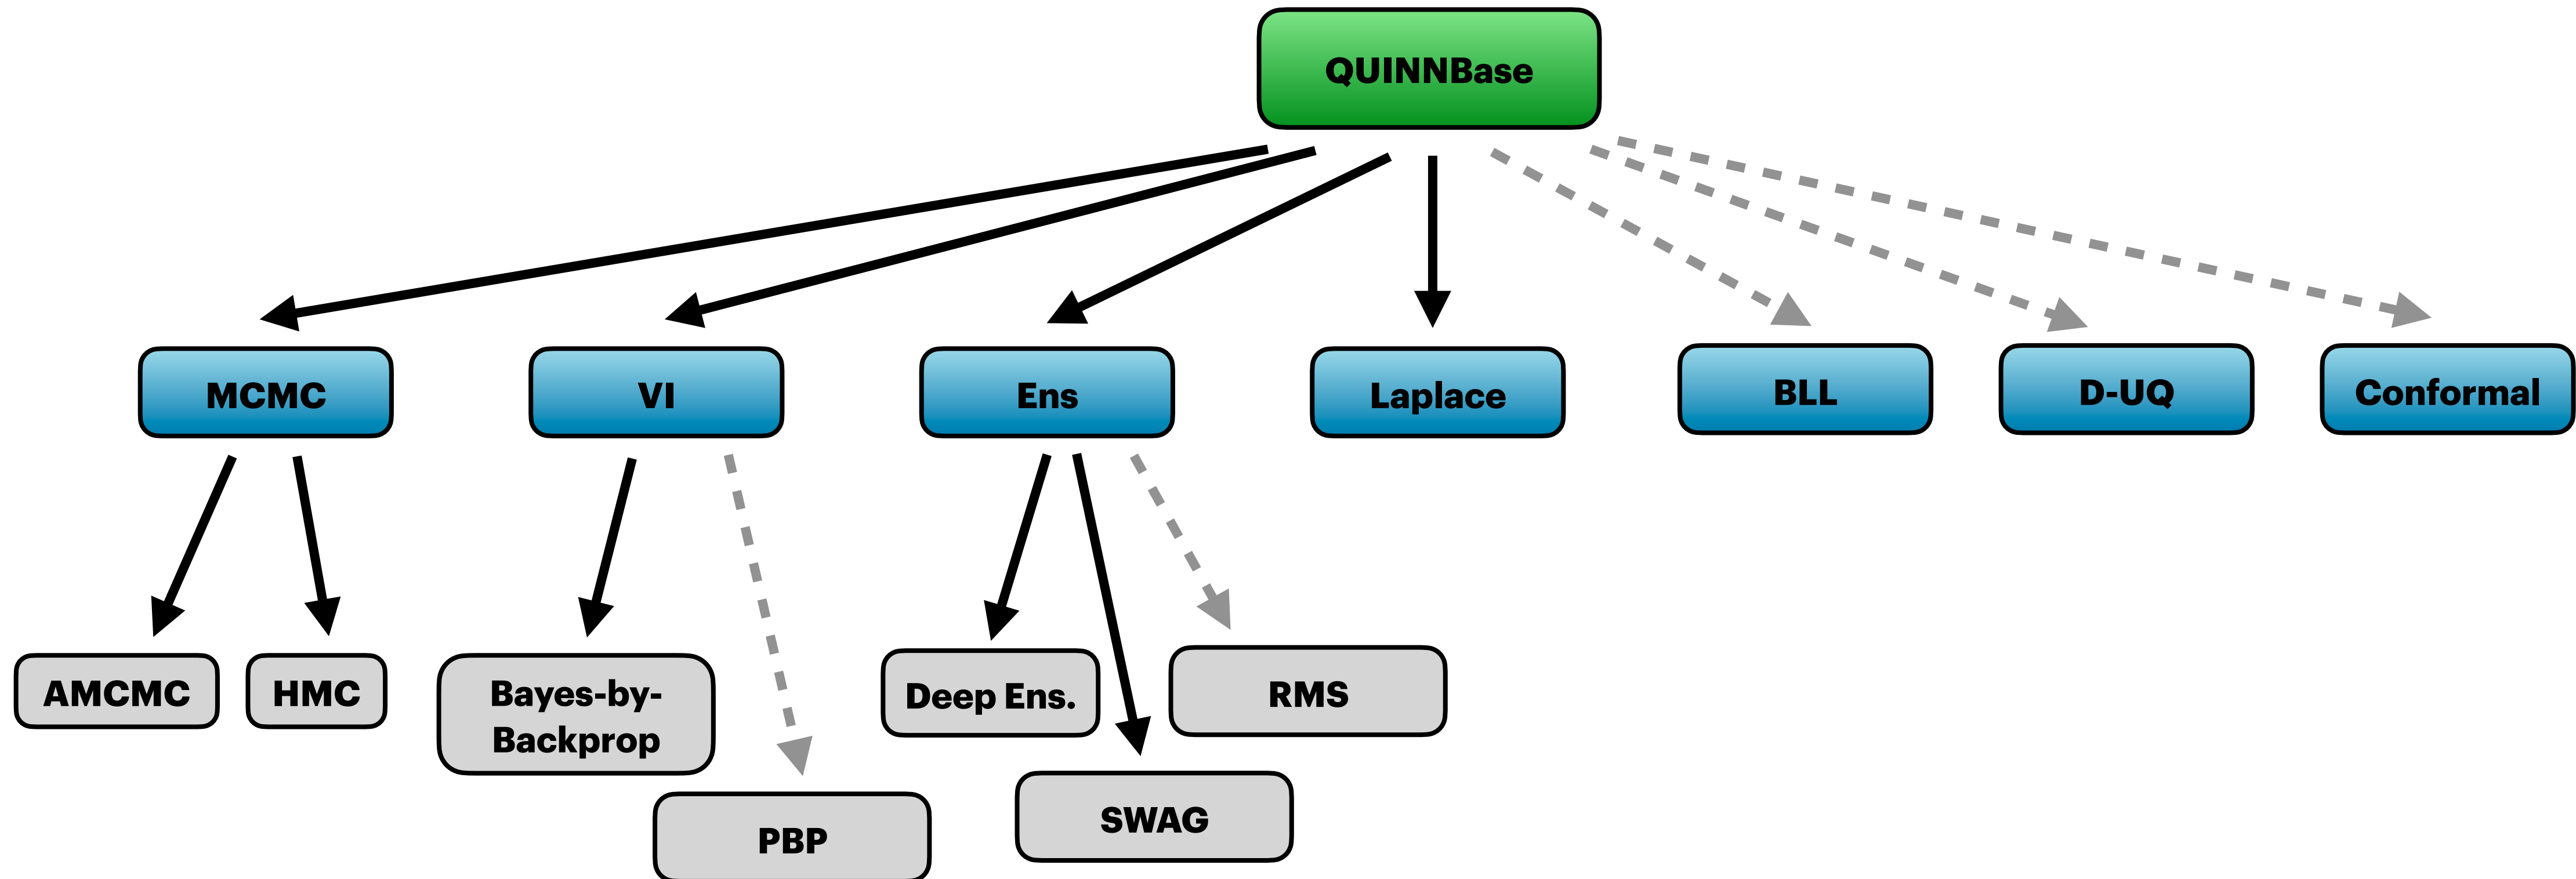 QUINNBase
MCMC
VI
Ens
Laplace
BLL
D-UQ
Conformal
AMCMC
HMC
Bayes-by-
Backprop
Deep Ens.
RMS
PBP
SWAG